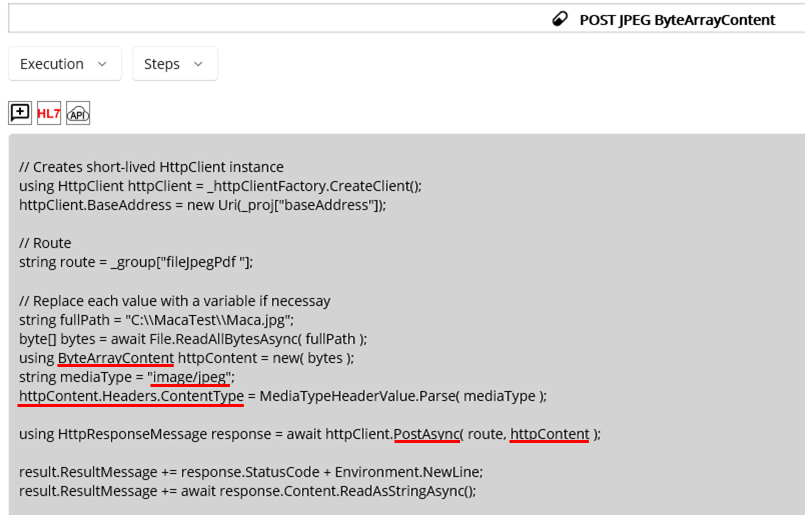 POST JPEG ByteArrayContent
Execution
Steps
HL7
API
// Creates short-lived HttpClient instance
using HttpClient httpClient = _httpClientFactory.CreateClient();
httpClient.BaseAddress = new Uri(_proj["baseAddress"]);
// Route
string route = _group["fileJpegPdf "];
// Replace each value with a variable if necessay
string fullPath = "C:\\MacaTest\\Maca.jpg";
byte[] bytes = await File.ReadAllBytesAsync( fullPath );
using ByteArrayContent httpContent = new( bytes );
string mediaType = "image/jpeg";
httpContent.Headers.ContentType = MediaTypeHeaderValue.Parse( mediaType );
using HttpResponseMessage response = await httpClient.PostAsync( route, httpContent );
result.ResultMessage += response.StatusCode + Environment.NewLine;
result.ResultMessage += await response.Content.ReadAsStringAsync();